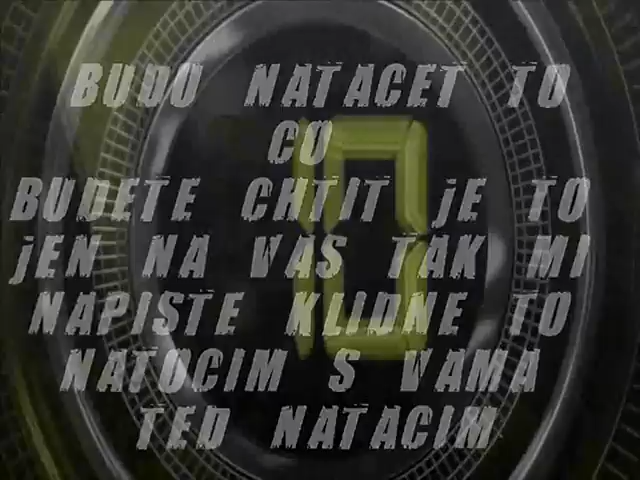 BUDU NATACET TO
CO
10
BUDETE CHTIT jE TO
jEN NA VAS TAK MI
NAPISTE KLIDNE TO
NATOCIM S VAMA
TED NATACIM